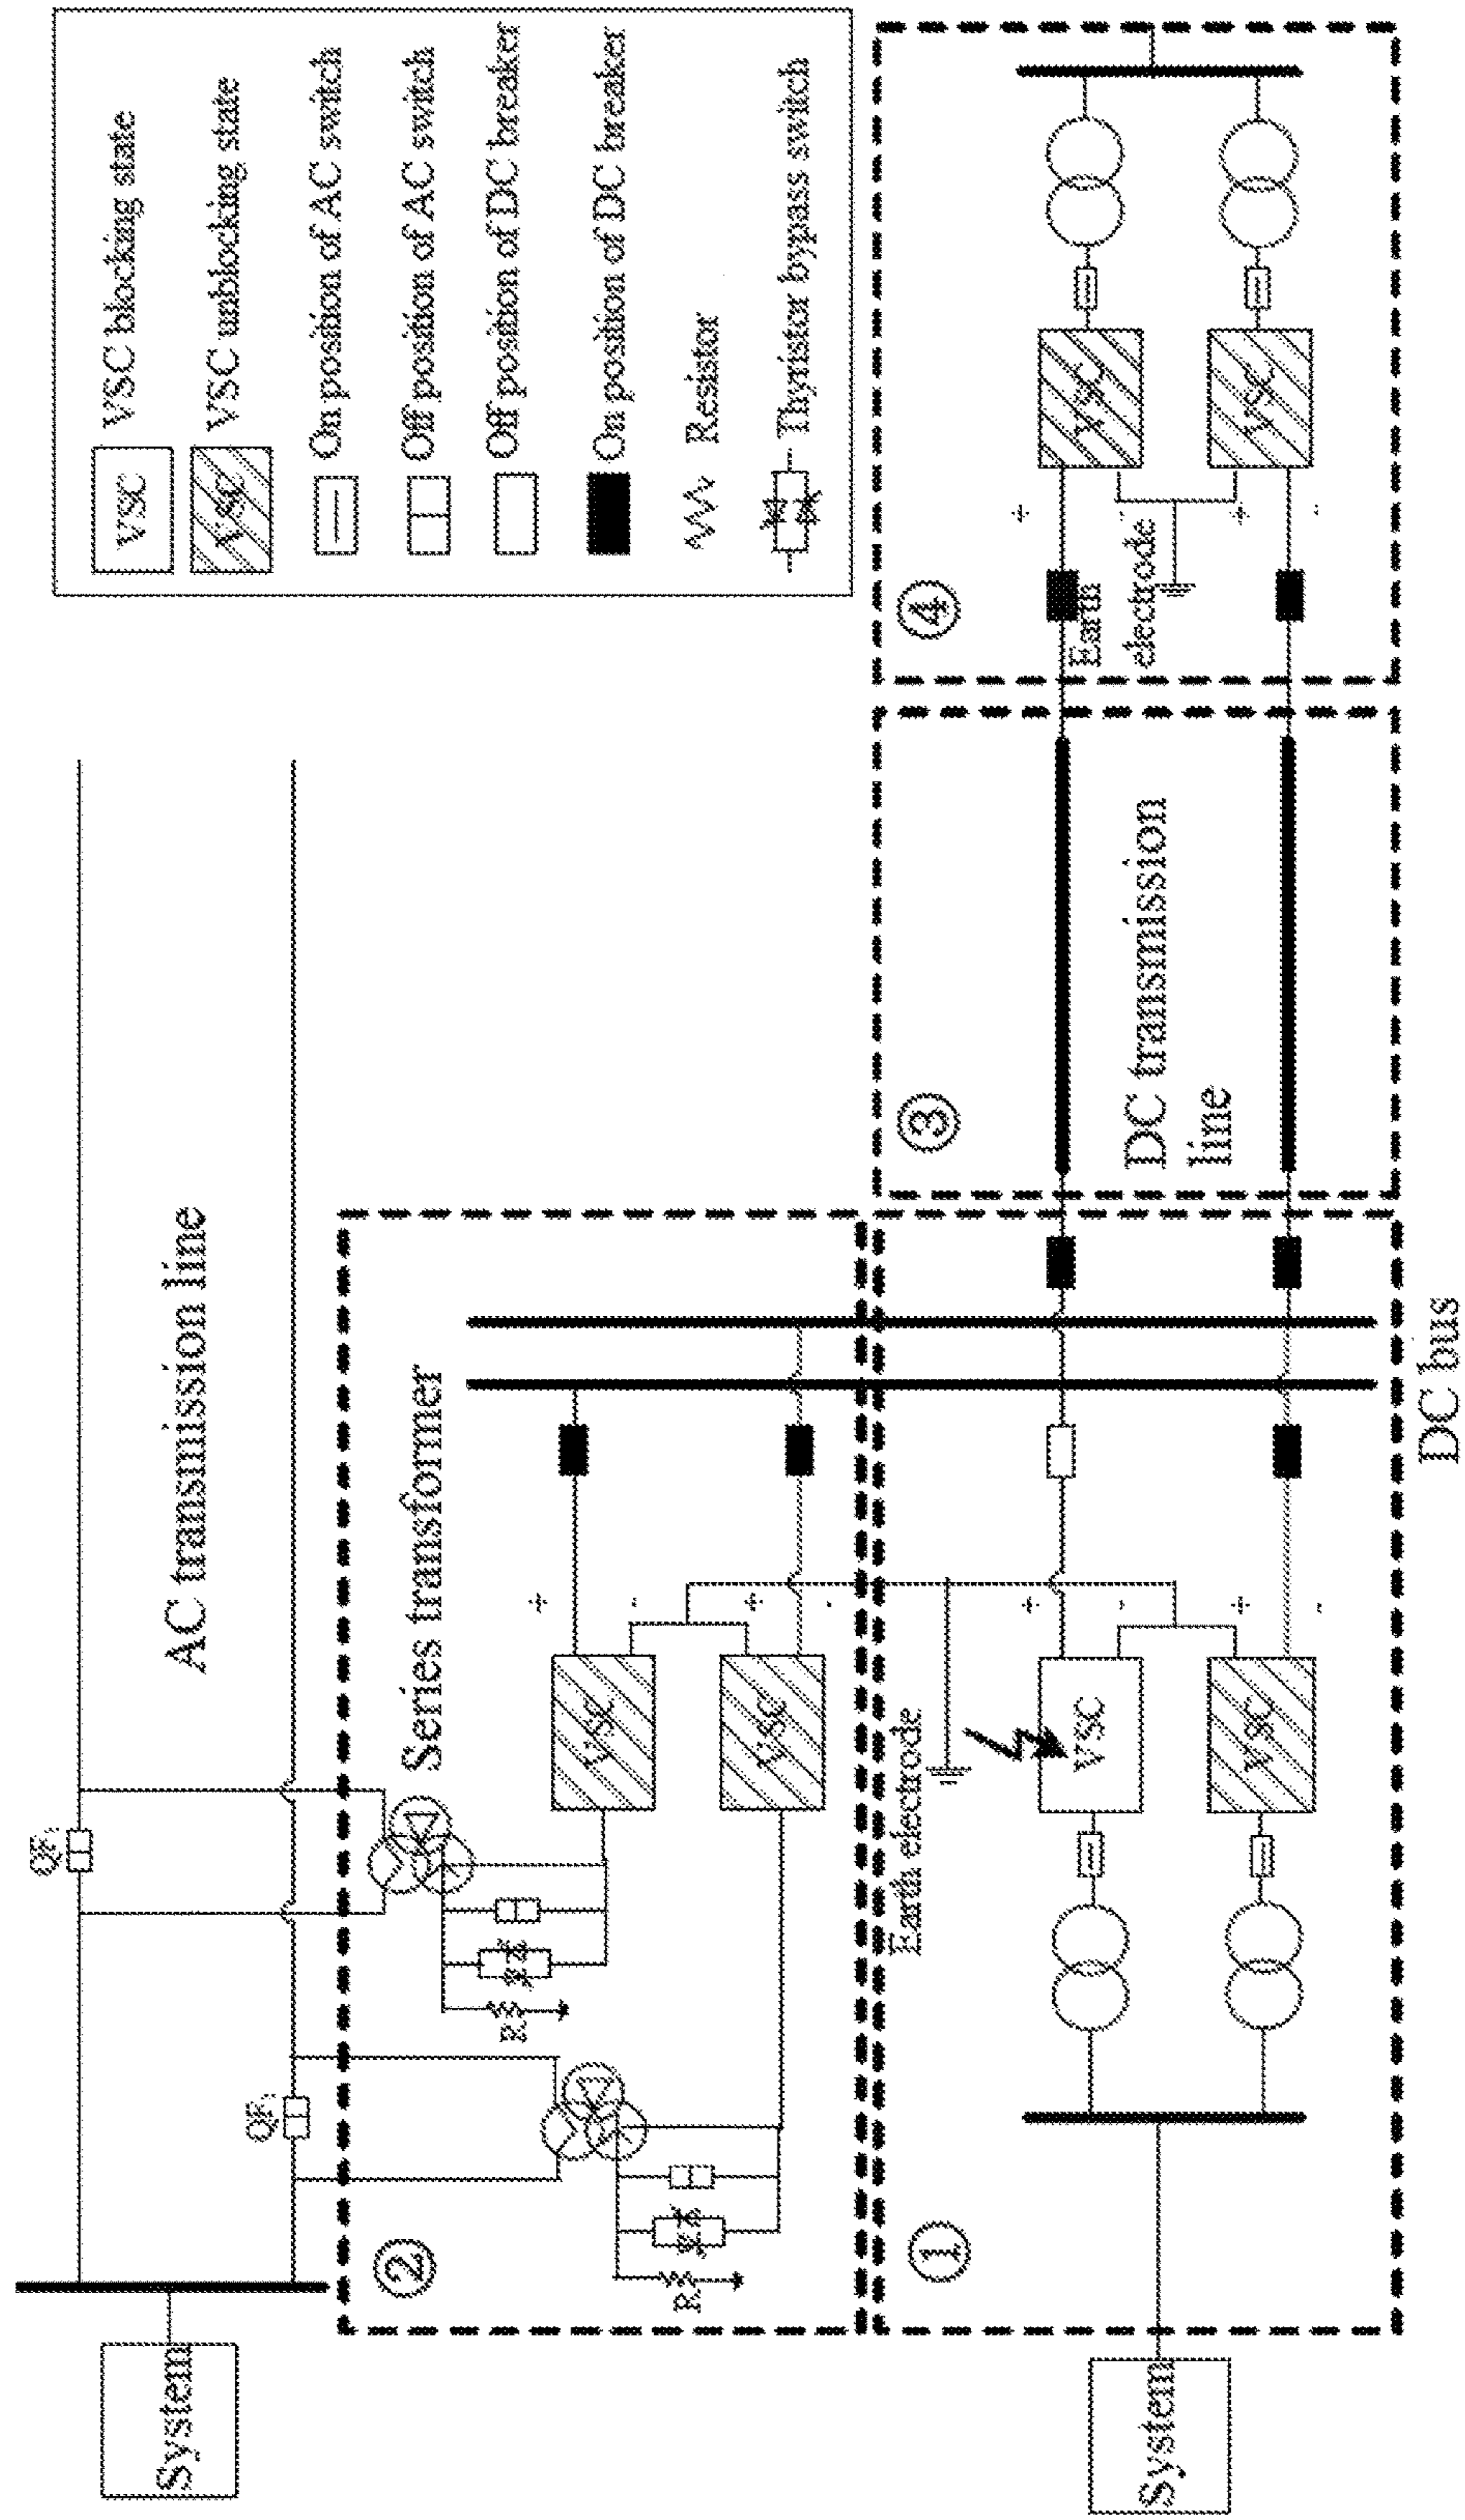 VSC
VSC blocking state
VSC
VSC unblocking state
On position of AC switch
Off position of AC switch
Off position of DC breaker
On position of DC breaker
Resistor
Thyristor bypass switch
System
AC transmission line
QF
QF
②
Series transformer
R
R
VSC
+
-
VSC
+
-
①
System
Earth electrode
VSC
+
-
VSC
+
-
DC bus
③
DC transmission
line
④
Earth
electrode
VSC
+
VSC
+
-